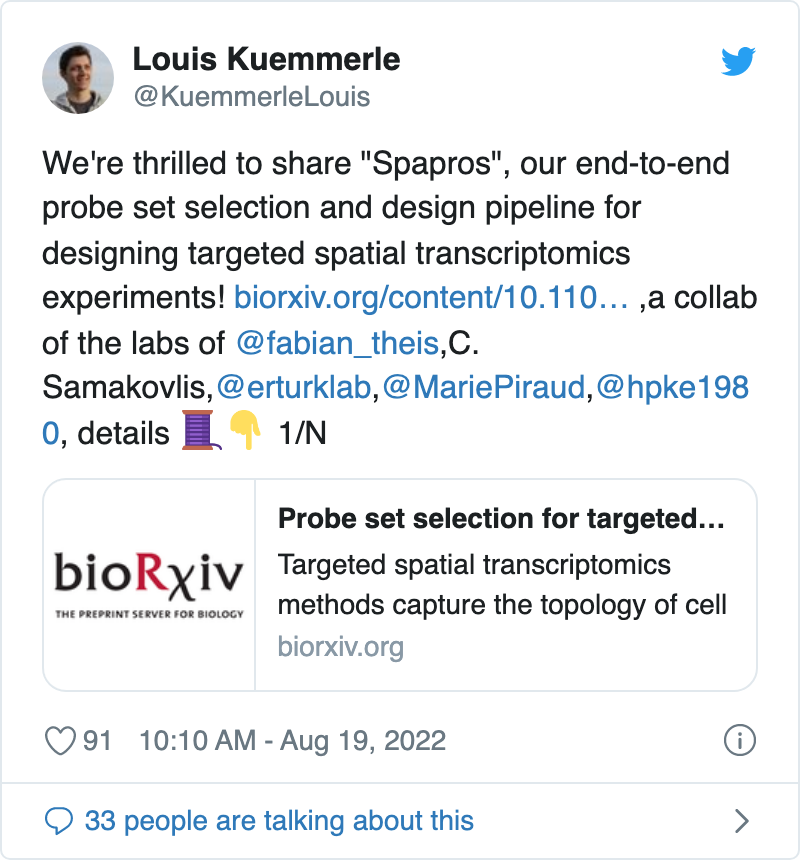 Louis Kuemmerle
@KuemmerleLouis
We're thrilled to share "Spapros", our end-to-end
probe set selection and design pipeline for
designing targeted spatial transcriptomics
experiments! biorxiv.org/content/10.110… ,a collab
of the labs of @fabian_theis,C.
Samakovlis,@erturklab,@MariePiraud,@hpke198
0, details 🧵👇 1/N
bioRxiv
THE PREPRINT SERVER FOR BIOLOGY
Probe set selection for targeted…
Targeted spatial transcriptomics
methods capture the topology of cell
biorxiv.org
91 10:10 AM - Aug 19, 2022
33 people are talking about this